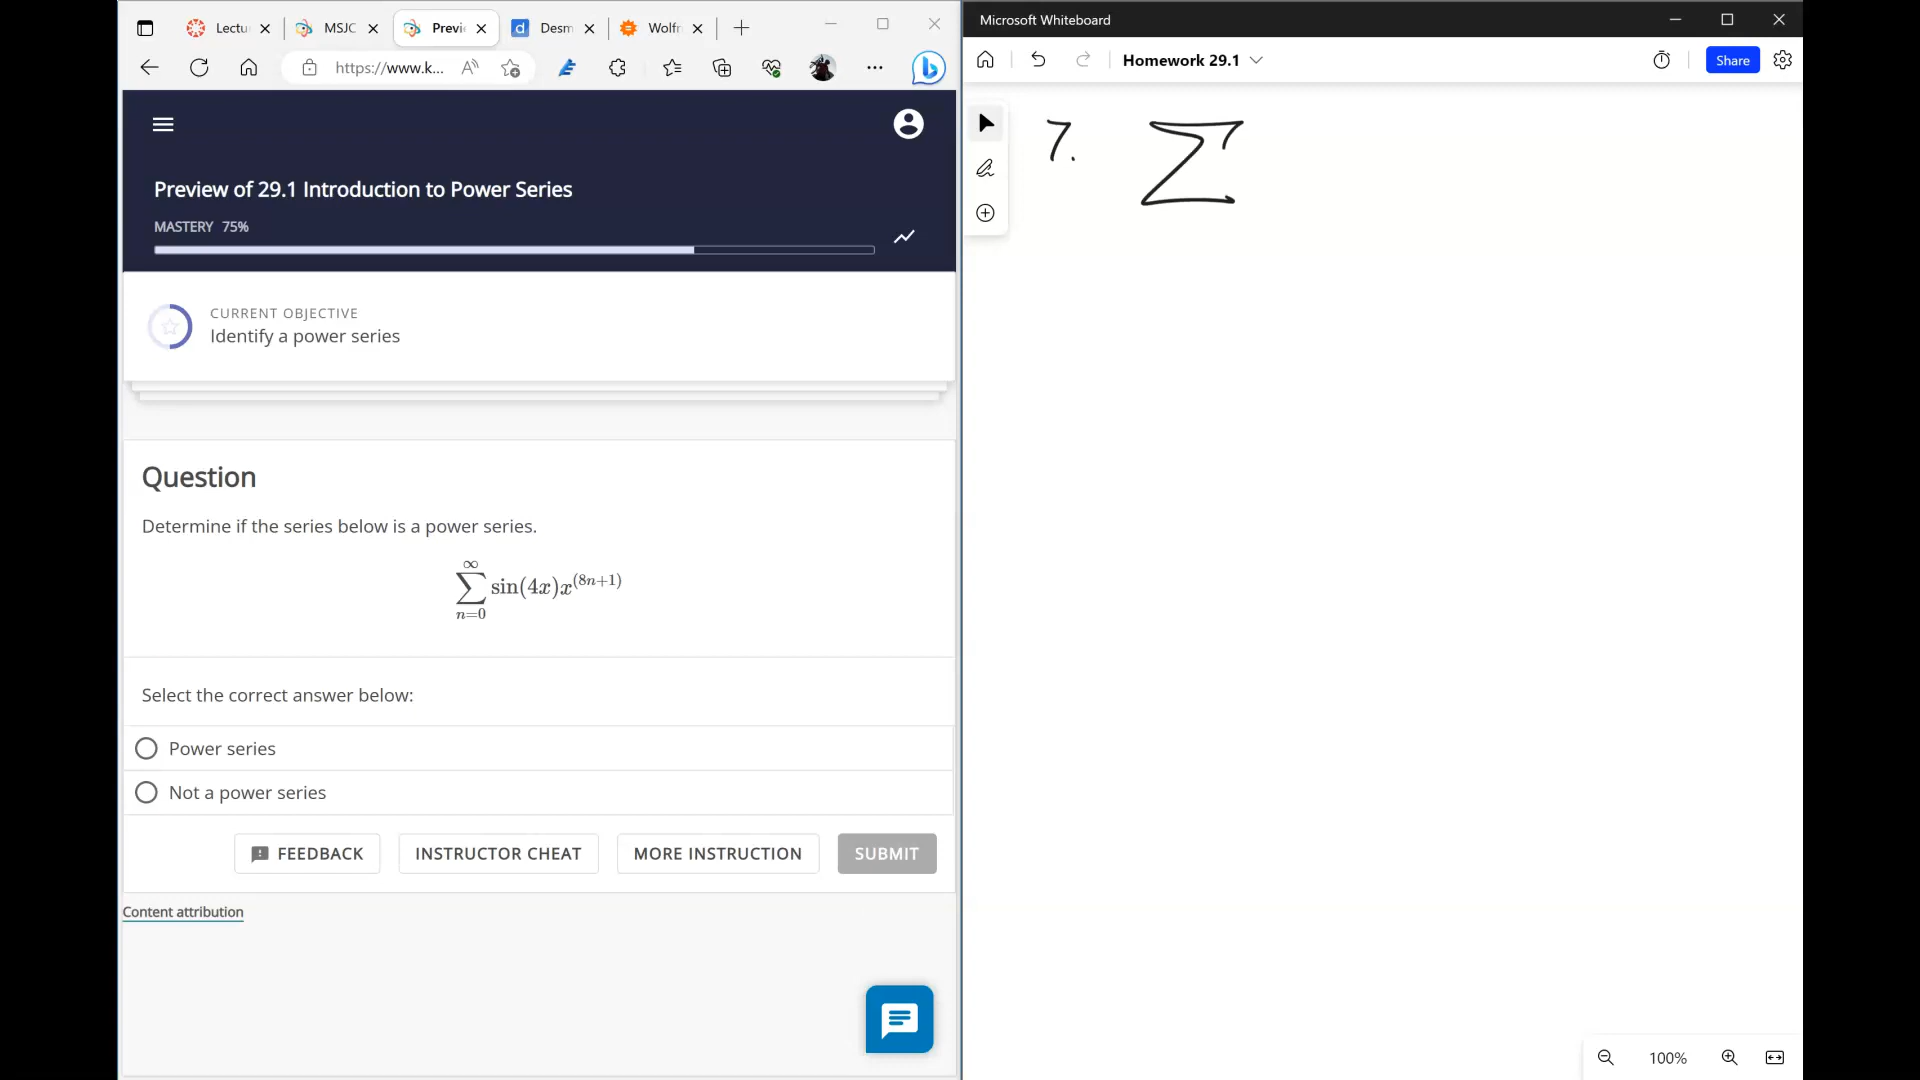 Lectu
MSJC
Previ
Desm
Wolfr
https://www.k...
Preview of 29.1 Introduction to Power Series
MASTERY 75%
CURRENT OBJECTIVE
Identify a power series
Question
Determine if the series below is a power series.
∞
∑ sin(4x)x^(8n+1)
n=0
Select the correct answer below:
Power series
Not a power series
FEEDBACK
INSTRUCTOR CHEAT
MORE INSTRUCTION
SUBMIT
Content attribution
Microsoft Whiteboard
Homework 29.1
Share
7. ∑
100%